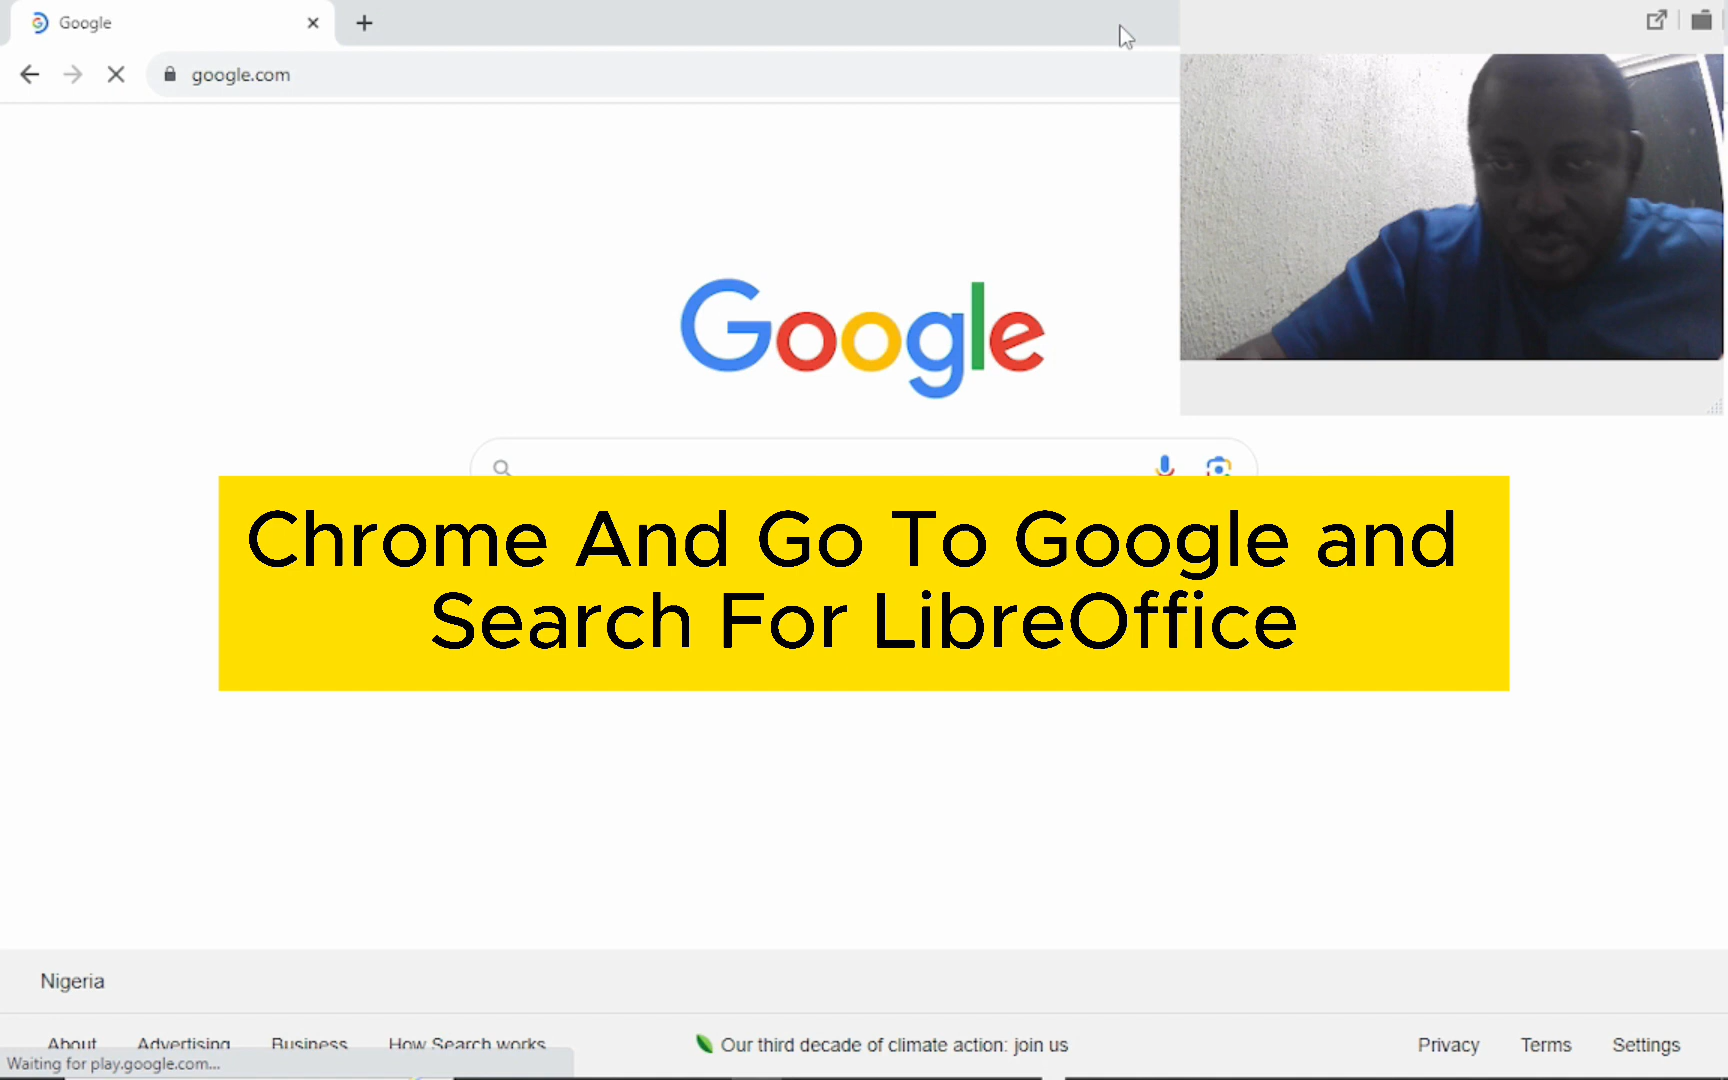 Google
google.com
Google
Chrome And Go To Google and
Search For LibreOffice
Nigeria
About Advertising Business How Search works
Our third decade of climate action: join us
Privacy Terms Settings
Waiting for play.google.com...